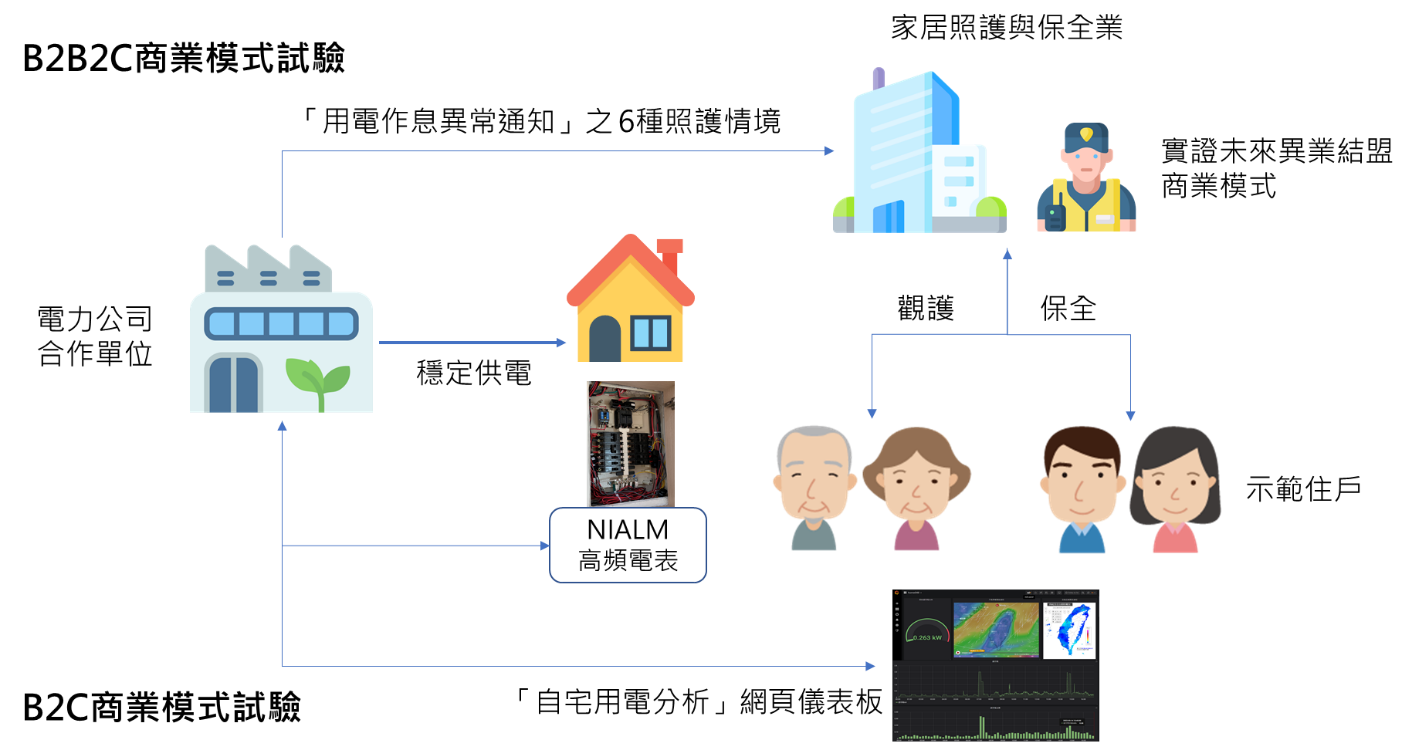 家居照護與保全業
B2B2C商業模式試驗
「用電作息異常通知」之6種照護情境
實證未來異業結盟
商業模式
電力公司
合作單位
穩定供電
觀護
保全
示範住戶
NIALM
高頻電表
0.263 kW
「自宅用電分析」網頁儀表板
B2C商業模式試驗